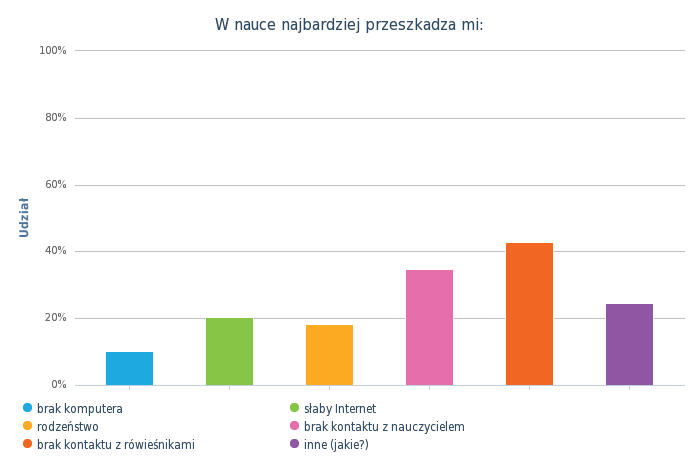 W nauce najbardziej przeszkadza mi:
100%
80%
60%
40%
20%
0%
Udział
brak komputera
słaby Internet
rodzeństwo
brak kontaktu z nauczycielem
brak kontaktu z rówieśnikami
inne (jakie?)